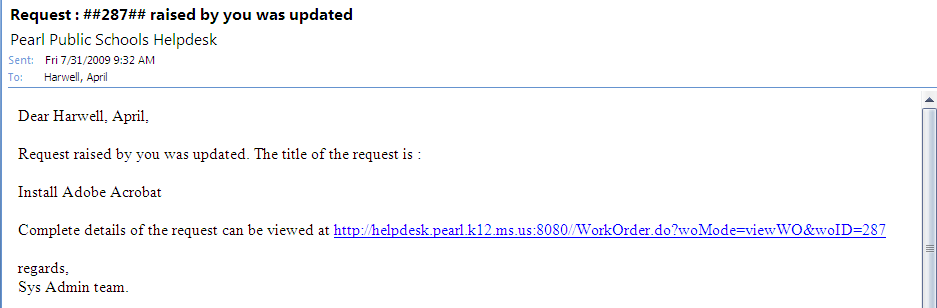 Request : ##287## raised by you was updated
Pearl Public Schools Helpdesk
Sent: Fri 7/31/2009 9:32 AM
To: Harwell, April
Dear Harwell, April,
Request raised by you was updated. The title of the request is :
Install Adobe Acrobat
Complete details of the request can be viewed at http://helpdesk.pearl.k12.ms.us:8080//WorkOrder.do?woMode=viewWO&woID=287
regards,
Sys Admin team.